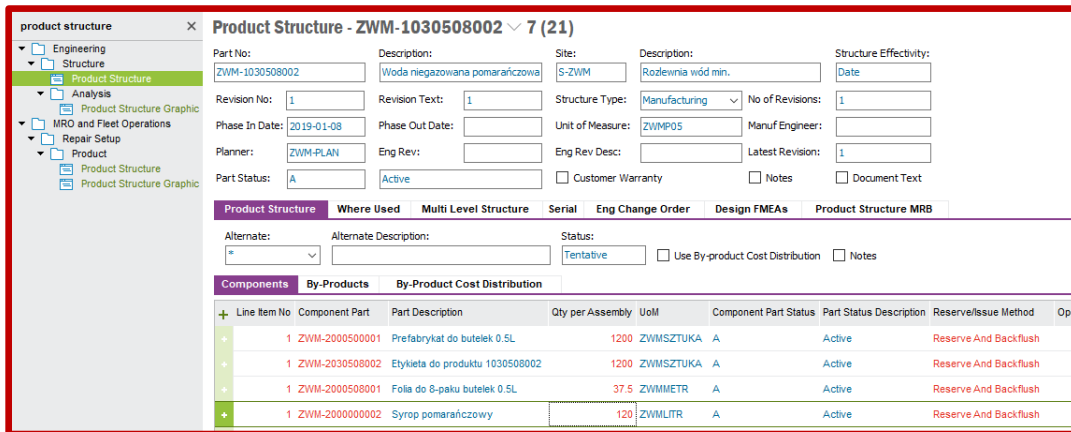 product structure ×
Engineering
Structure
Product Structure
Analysis
Product Structure Graphic
MRO and Fleet Operations
Repair Setup
Product
Product Structure
Product Structure Graphic
Product Structure - ZWM-1030508002 7 (21)
Part No: Description: Site: Description: Structure Effectivity:
ZWM-1030508002 Woda niegazowana pomarańczowa S-ZWM Rozlewnia wód min. Date
Revision No: 1 Revision Text: 1 Structure Type: Manufacturing No of Revisions: 1
Phase In Date: 2019-01-08 Phase Out Date: Unit of Measure: ZWMP05 Manuf Engineer:
Planner: ZWM-PLAN Eng Rev: Eng Rev Desc: Latest Revision: 1
Part Status: A Active Customer Warranty Notes Document Text
Product Structure Where Used Multi Level Structure Serial Eng Change Order Design FMEAs Product Structure MRB
Alternate: Alternate Description: Status:
* Tentative Use By-product Cost Distribution Notes
Components By-Products By-Product Cost Distribution
+ Line Item No Component Part Part Description Qty per Assembly UoM Component Part Status Part Status Description Reserve/Issue Method Op
1 ZWM-2000500001 Prefabrykat do butelek 0.5L 1200 ZWMSZTUKA A Active Reserve And Backflush
1 ZWM-2030508002 Etykieta do produktu 1030508002 1200 ZWMSZTUKA A Active Reserve And Backflush
1 ZWM-2000508001 Folia do 8-paku butelek 0.5L 37.5 ZWMMETR A Active Reserve And Backflush
1 ZWM-2000000002 Syrop pomarańczowy 120 ZWMLITR A Active Reserve And Backflush